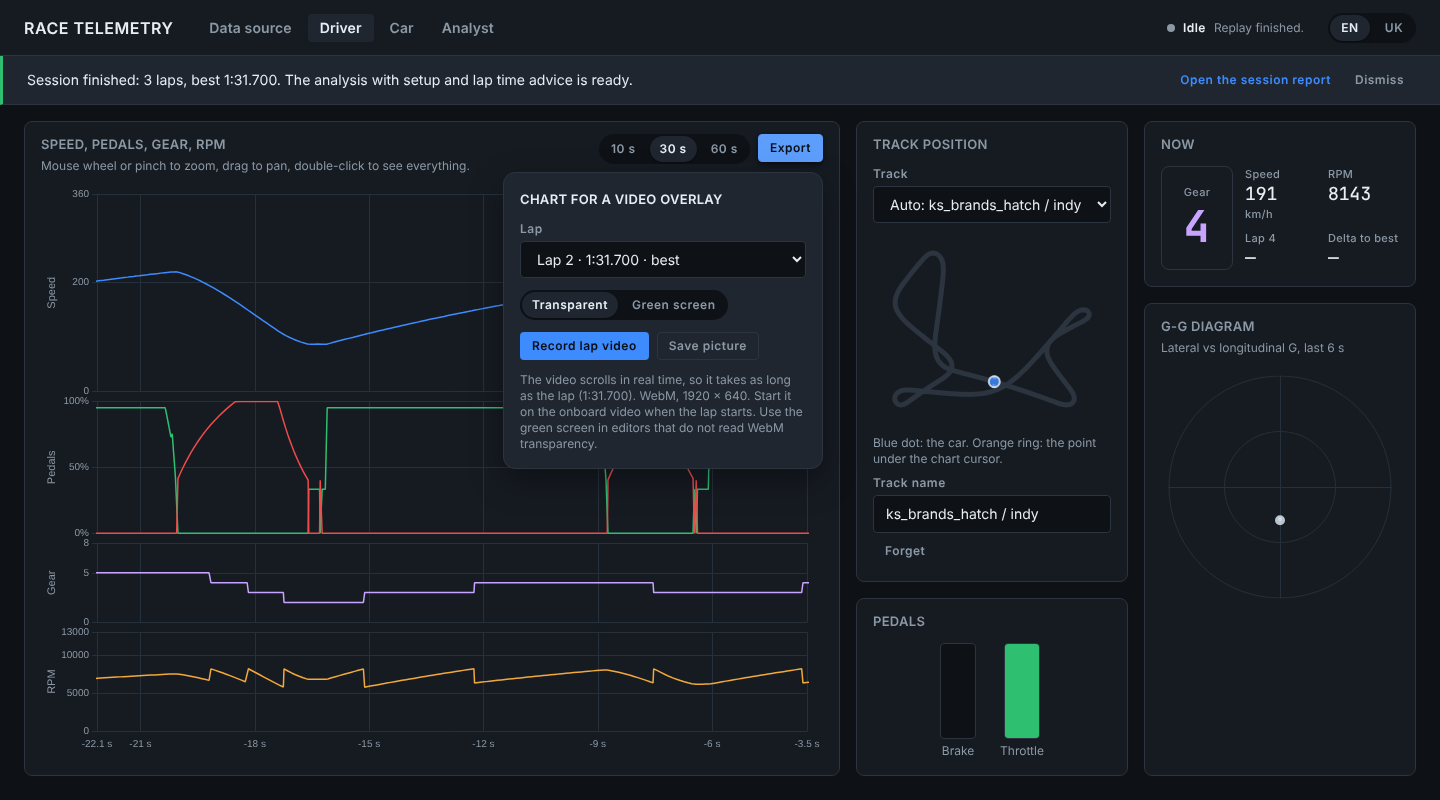 RACE TELEMETRY
Data source
Driver
Car
Analyst
Idle
Replay finished.
EN
UK
Session finished: 3 laps, best 1:31.700. The analysis with setup and lap time advice is ready.
Open the session report
Dismiss
SPEED, PEDALS, GEAR, RPM
Mouse wheel or pinch to zoom, drag to pan, double-click to see everything.
10 s
30 s
60 s
Export
360
200
0
Speed
100%
50%
0%
Pedals
8
5
0
Gear
13000
10000
5000
0
RPM
-22.1 s
-21 s
-18 s
-15 s
-12 s
-9 s
-6 s
-3.5 s
CHART FOR A VIDEO OVERLAY
Lap
Lap 2 · 1:31.700 · best
Transparent
Green screen
Record lap video
Save picture
The video scrolls in real time, so it takes as long
as the lap (1:31.700). WebM, 1920 × 640. Start it
on the onboard video when the lap starts. Use the
green screen in editors that do not read WebM
transparency.
TRACK POSITION
Track
Auto: ks_brands_hatch / indy
Blue dot: the car. Orange ring: the point
under the chart cursor.
Track name
ks_brands_hatch / indy
Forget
PEDALS
Brake
Throttle
NOW
Gear
4
Speed
191
km/h
RPM
8143
Lap 4
—
Delta to best
—
G-G DIAGRAM
Lateral vs longitudinal G, last 6 s